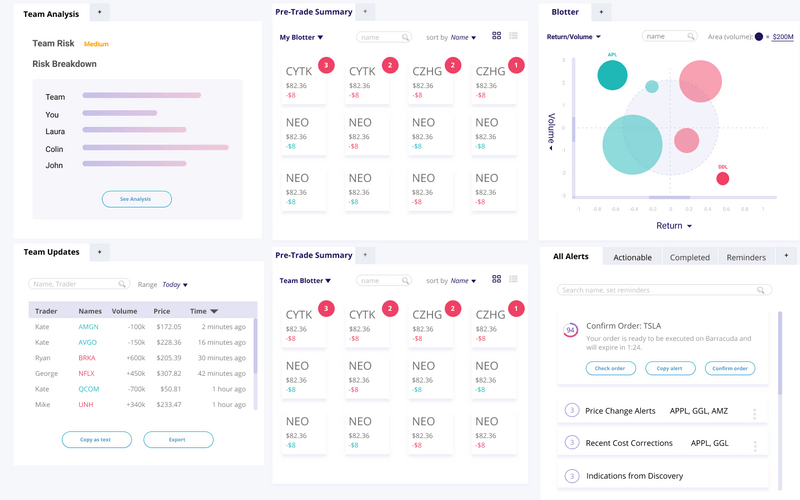 Team Analysis
+
Team Risk Medium
Risk Breakdown
Team
You
Laura
Colin
John
See Analysis
Pre-Trade Summary
+
My Blotter
name
sort by Name
CYTK 3
$82.36
-$8
CYTK 2
$82.36
-$8
CZHG 2
$82.36
-$8
CZHG 1
$82.36
-$8
NEO
$82.36
-$8
NEO
$82.36
-$8
NEO
$82.36
-$8
NEO
$82.36
-$8
NEO
$82.36
-$8
NEO
$82.36
-$8
NEO
$82.36
-$8
NEO
$82.36
-$8
Blotter
+
Return/Volume
name
Area (volume): = $200M
APL
DDL
Volume
3
2
1
0
-1
-2
-3
-1 -0.8 -0.6 -0.4 -0.2 0 0.2 0.4 0.6 0.8 1
Return
Team Updates
+
Name, Trader
Range Today
Trader Names Volume Price Time
Kate AMGN -100k $172.05 2 minutes ago
Kate AVGO -150k $228.36 16 minutes ago
Ryan BRKA +600k $205.39 30 minutes ago
George NFLX +450k $307.82 42 minutes ago
Kate QCOM -700k $50.81 1 hour ago
Mike UNH +340k $233.47 1 hour ago
Copy as text
Export
Pre-Trade Summary
+
Team Blotter
name
sort by Name
CYTK 3
$82.36
-$8
CYTK 2
$82.36
-$8
CZHG 2
$82.36
-$8
CZHG 1
$82.36
-$8
NEO
$82.36
-$8
NEO
$82.36
-$8
NEO
$82.36
-$8
NEO
$82.36
-$8
NEO
$82.36
-$8
NEO
$82.36
-$8
NEO
$82.36
-$8
NEO
$82.36
-$8
All Alerts
Actionable
Completed
Reminders
+
Search name, set reminders
94
Confirm Order: TSLA
Your order is ready to be executed on Barracuda and
will expire in 1:24.
Check order
Copy alert
Confirm order
3 Price Change Alerts APPL, GGL, AMZ
3 Recent Cost Corrections APPL, GGL
3 Indications from Discovery